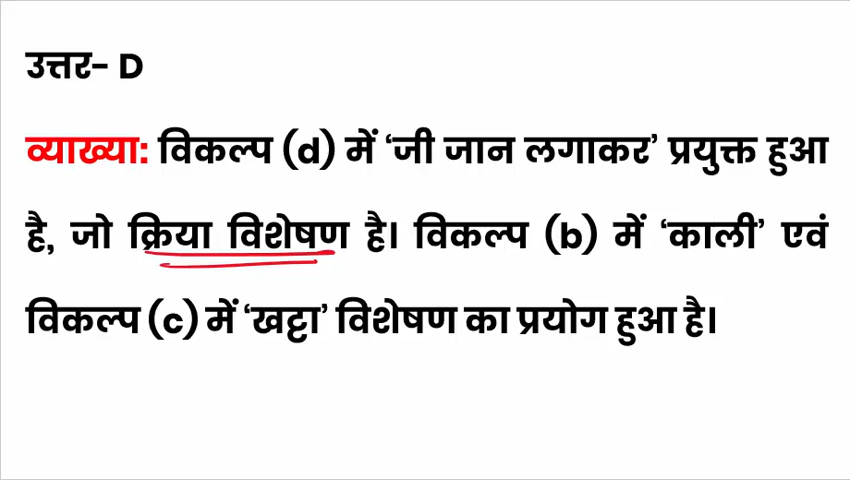 उत्तर- D
व्याख्या: विकल्प (d) में ‘जी जान लगाकर’ प्रयुक्त हुआ
है, जो क्रिया विशेषण है। विकल्प (b) में ‘काली’ एवं
विकल्प (c) में ‘खट्टा’ विशेषण का प्रयोग हुआ है।